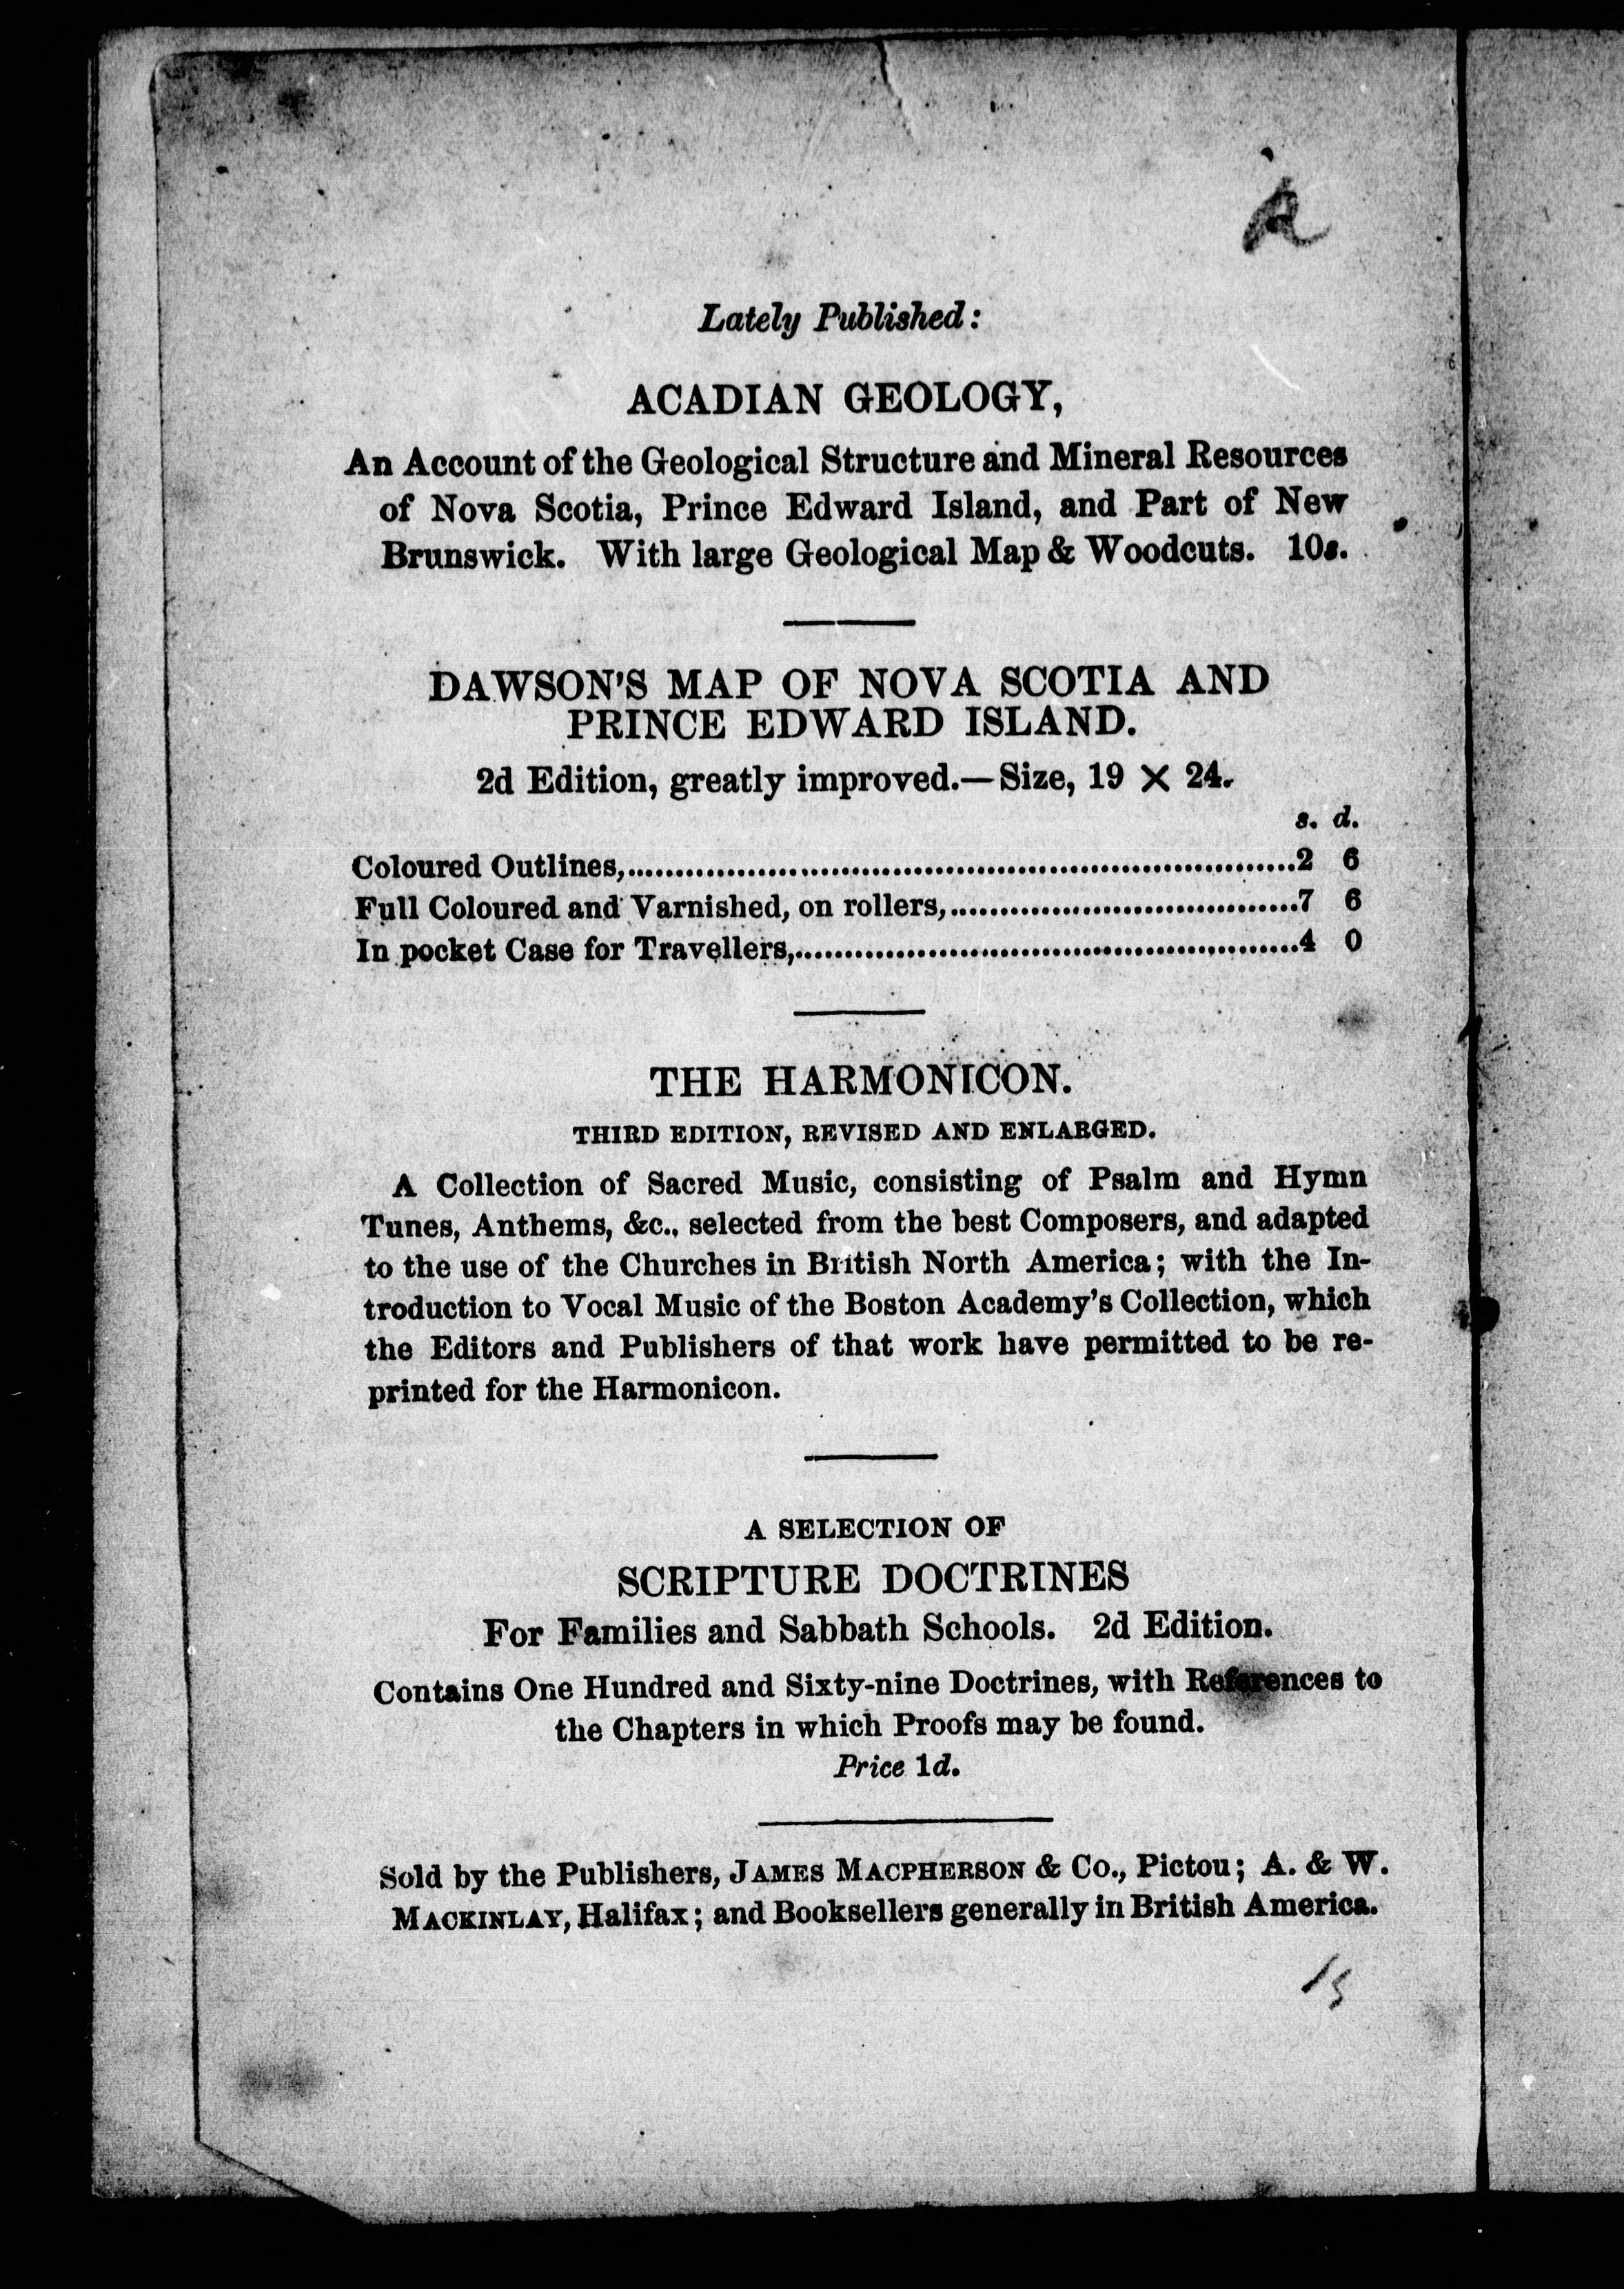 Lately Published:
ACADIAN GEOLOGY,
An Account of the Geological Structure and Mineral Resources
of Nova Scotia, Prince Edward Island, and Part of New
Brunswick. With large Geological Map & Woodcuts. 10s.
DAWSON'S MAP OF NOVA SCOTIA AND
PRINCE EDWARD ISLAND.
2d Edition, greatly improved.—Size, 19 × 24.
s. d.
Coloured Outlines,..........2 6
Full Coloured and Varnished, on rollers,..........7 6
In pocket Case for Travellers,..........4 0
THE HARMONICON.
THIRD EDITION, REVISED AND ENLARGED.
A Collection of Sacred Music, consisting of Psalm and Hymn
Tunes, Anthems, &c., selected from the best Composers, and adapted
to the use of the Churches in British North America; with the In-
troduction to Vocal Music of the Boston Academy's Collection, which
the Editors and Publishers of that work have permitted to be re-
printed for the Harmonicon.
A SELECTION OF
SCRIPTURE DOCTRINES
For Families and Sabbath Schools. 2d Edition.
Contains One Hundred and Sixty-nine Doctrines, with References to
the Chapters in which Proofs may be found.
Price 1d.
Sold by the Publishers, JAMES MACPHERSON & Co., Pictou; A. & W.
MACKINLAY, Halifax; and Booksellers generally in British America.